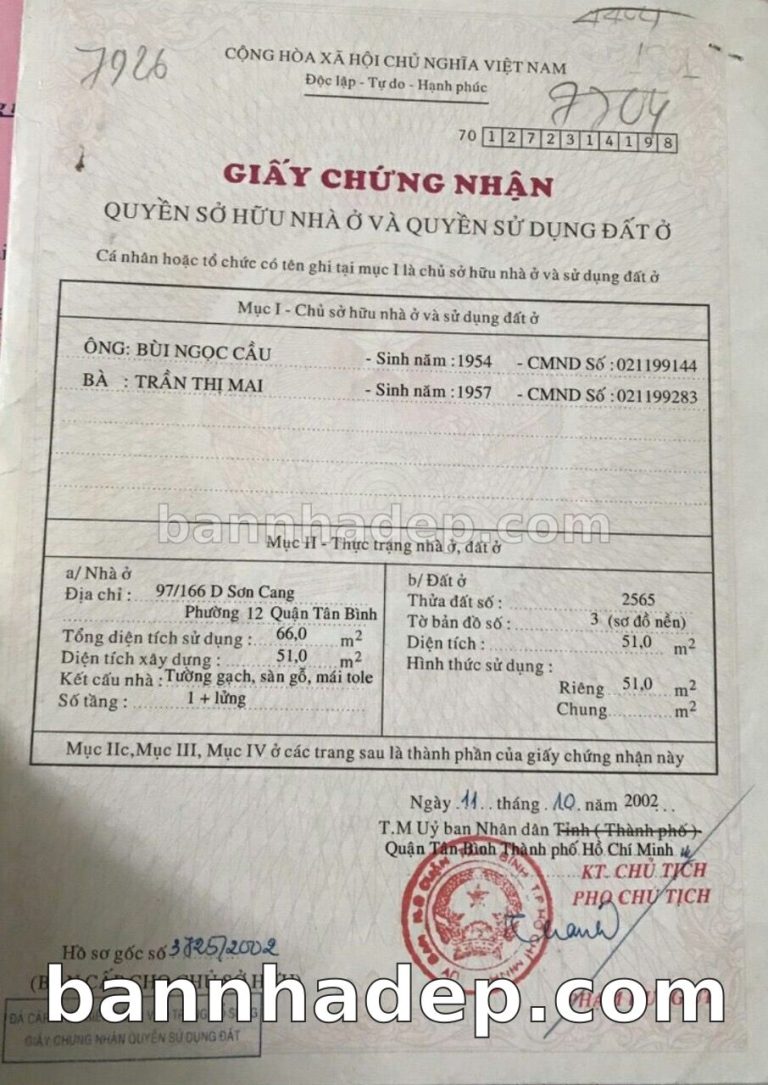 7926
CỘNG HÒA XÃ HỘI CHỦ NGHĨA VIỆT NAM
Độc lập - Tự do - Hạnh phúc
7704
70 1 2 7 2 3 1 4 1 9 8
GIẤY CHỨNG NHẬN
QUYỀN SỞ HỮU NHÀ Ở VÀ QUYỀN SỬ DỤNG ĐẤT Ở
Cá nhân hoặc tổ chức có tên ghi tại mục I là chủ sở hữu nhà ở và sử dụng đất ở
Mục I - Chủ sở hữu nhà ở và sử dụng đất ở
ÔNG: BÙI NGỌC CẦU - Sinh năm : 1954 - CMND Số : 021199144
BÀ : TRẦN THỊ MAI - Sinh năm : 1957 - CMND Số : 021199283
bannhadep.com
Mục II - Thực trạng nhà ở, đất ở
a/ Nhà ở
Địa chỉ : 97/166 D Sơn Cang
Phường 12 Quận Tân Bình
Tổng diện tích sử dụng : 66,0 m2
Diện tích xây dựng : 51,0 m2
Kết cấu nhà : Tường gạch, sàn gỗ, mái tole
Số tầng : 1 + lửng
b/ Đất ở
Thửa đất số : 2565
Tờ bản đồ số : 3 (sơ đồ nền)
Diện tích : 51,0 m2
Hình thức sử dụng :
Riêng 51,0 m2
Chung m2
Mục IIc,Mục III, Mục IV ở các trang sau là thành phần của giấy chứng nhận này
Ngày 11 tháng 10 năm 2002
T.M Uỷ ban Nhân dân Tỉnh ( Thành phố )
Quận Tân Bình Thành phố Hồ Chí Minh
KT. CHỦ TỊCH
PHO CHỦ TỊCH
Hồ sơ gốc số 3725/2002
bannhadep.com
GIẤY CHỨNG NHẬN QUYỀN SỬ DỤNG ĐẤT